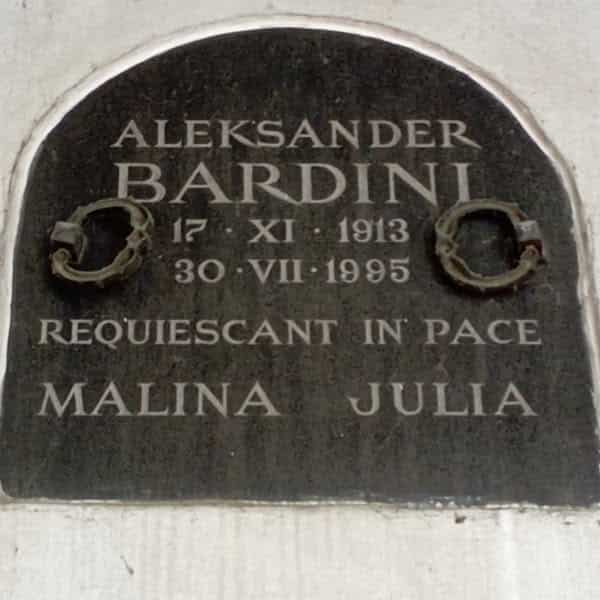 ALEKSANDER
BARDINI
17 · XI · 1913
30 · VII · 1995
REQUIESCANT IN PACE
MALINA JULIA